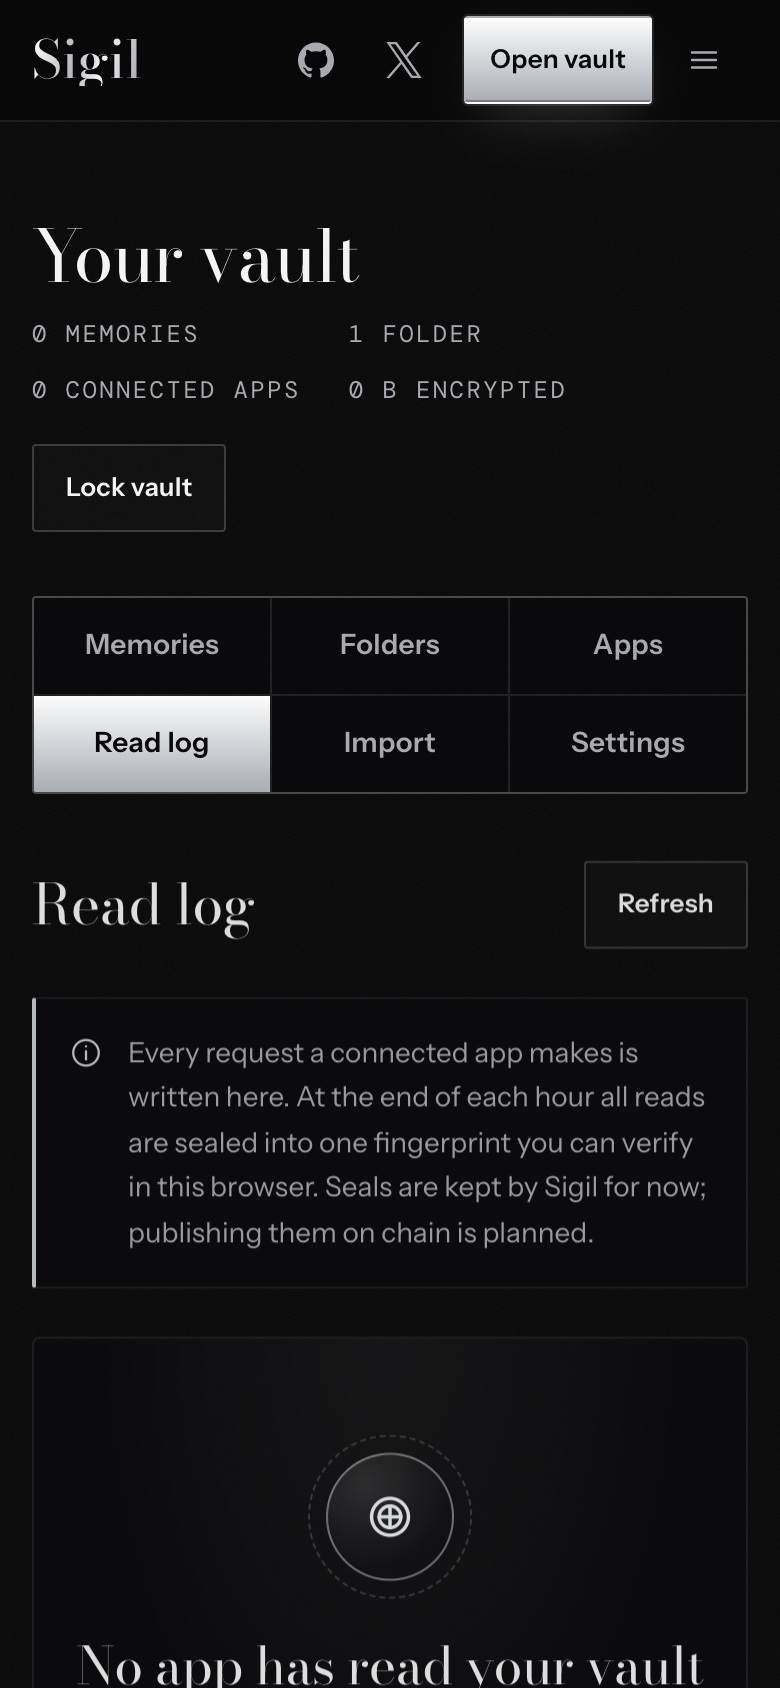 Sigil
Open vault
Your vault
0 MEMORIES 1 FOLDER
0 CONNECTED APPS 0 B ENCRYPTED
Lock vault
Memories Folders Apps
Read log Import Settings
Read log Refresh
Every request a connected app makes is
written here. At the end of each hour all reads
are sealed into one fingerprint you can verify
in this browser. Seals are kept by Sigil for now;
publishing them on chain is planned.
No app has read your vault